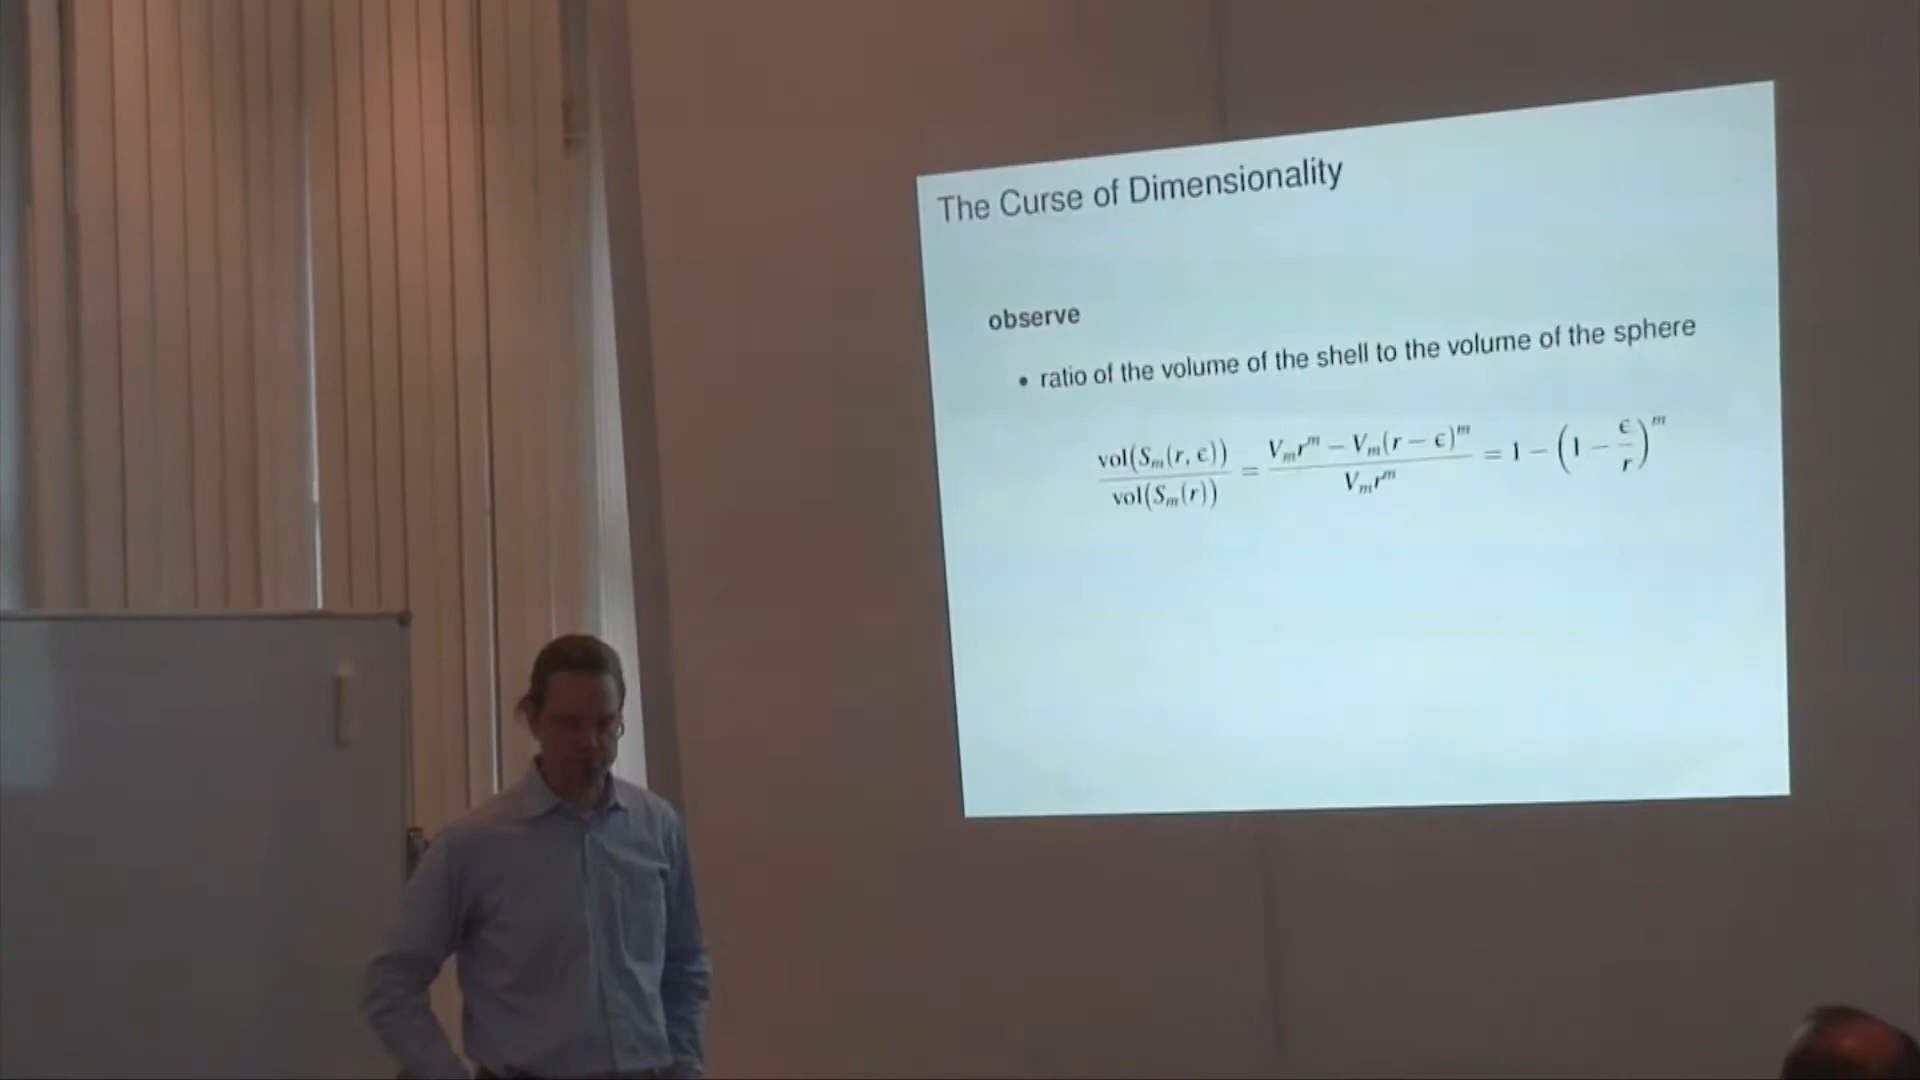 The Curse of Dimensionality
observe
• ratio of the volume of the shell to the volume of the sphere
vol(S_m(r, ϵ)) / vol(S_m(r)) = (V_m r^m − V_m(r − ϵ)^m) / (V_m r^m) = 1 − (1 − ϵ/r)^m